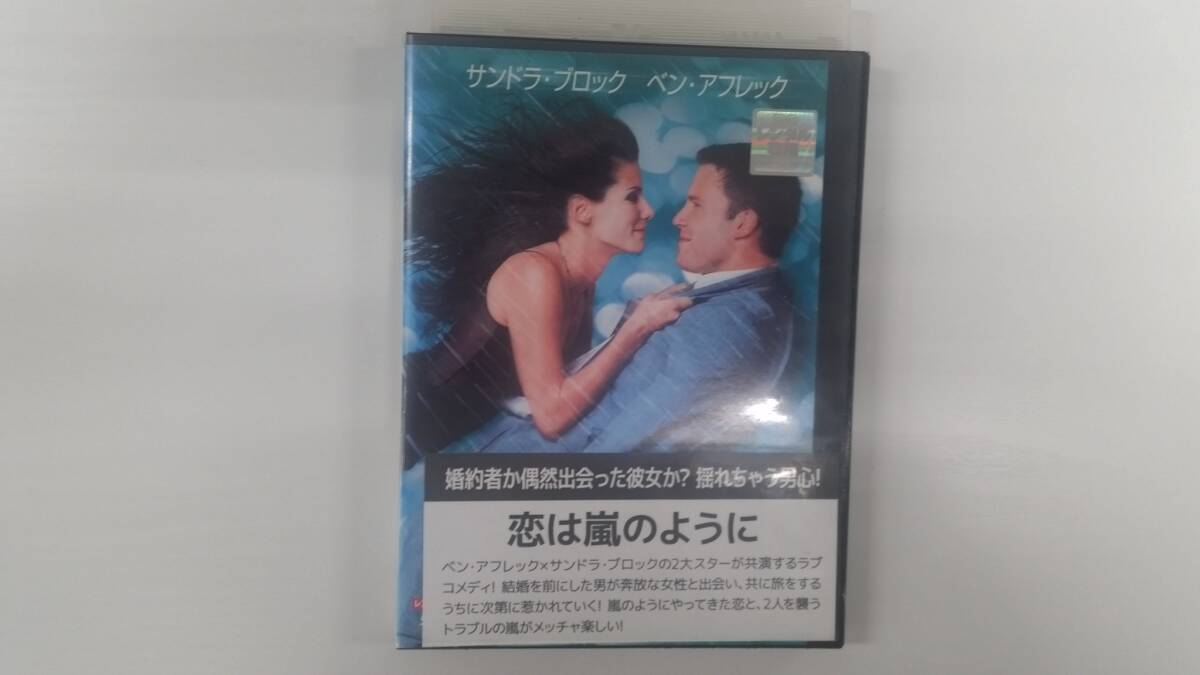 サンドラ・ブロック ベン・アフレック
婚約者か偶然出会った彼女か? 揺れちゃう男心!
恋は嵐のように
ベン・アフレック×サンドラ・ブロックの2大スターが共演するラブ
コメディ! 結婚を前にした男が奔放な女性と出会い、共に旅をする
うちに次第に惹かれていく! 嵐のようにやってきた恋と、2人を襲う
トラブルの嵐がメッチャ楽しい!